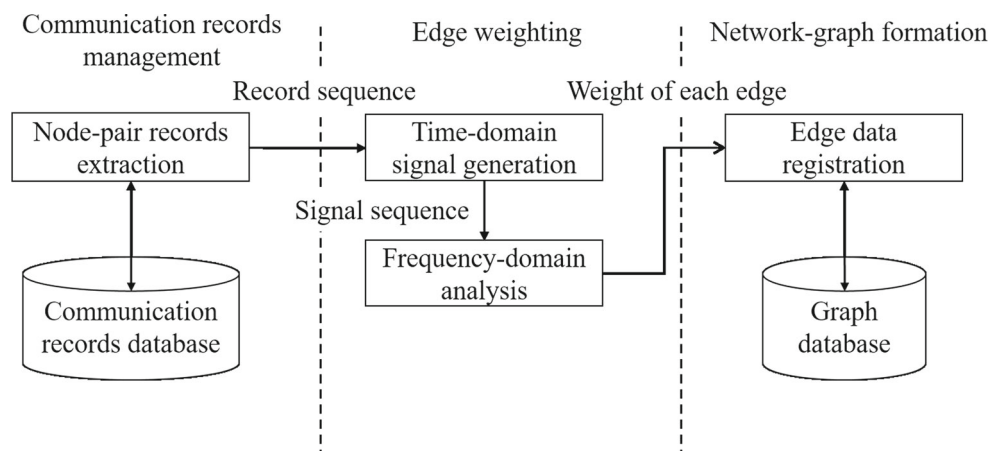 Communication records
management
Edge weighting
Network-graph formation
Record sequence
Weight of each edge
Node-pair records
extraction
Time-domain
signal generation
Edge data
registration
Signal sequence
Frequency-domain
analysis
Communication
records database
Graph
database